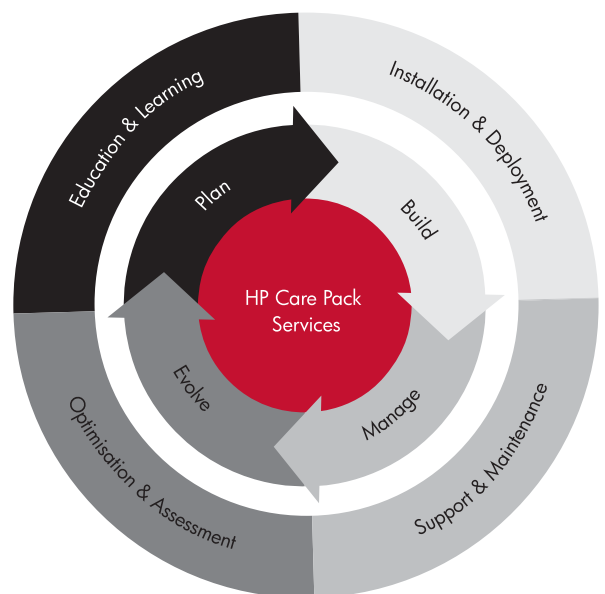 Education & Learning
Installation & Deployment
Plan
Build
HP Care Pack
Services
Evolve
Manage
Optimisation & Assessment
Support & Maintenance